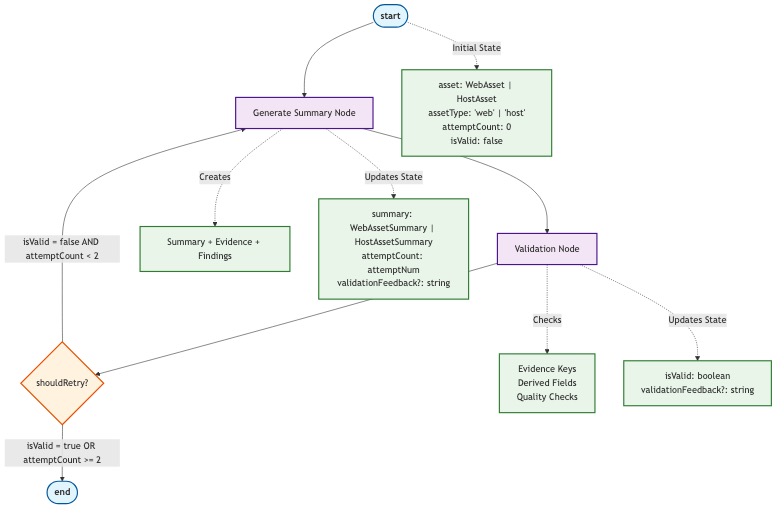 start
Initial State
asset: WebAsset |
HostAsset
assetType: 'web' | 'host'
attemptCount: 0
isValid: false
Generate Summary Node
Creates
Updates State
summary:
WebAssetSummary |
HostAssetSummary
attemptCount:
attemptNum
validationFeedback?: string
Summary + Evidence +
Findings
isValid = false AND
attemptCount < 2
Validation Node
Checks
Updates State
Evidence Keys
Derived Fields
Quality Checks
isValid: boolean
validationFeedback?: string
shouldRetry?
isValid = true OR
attemptCount >= 2
end